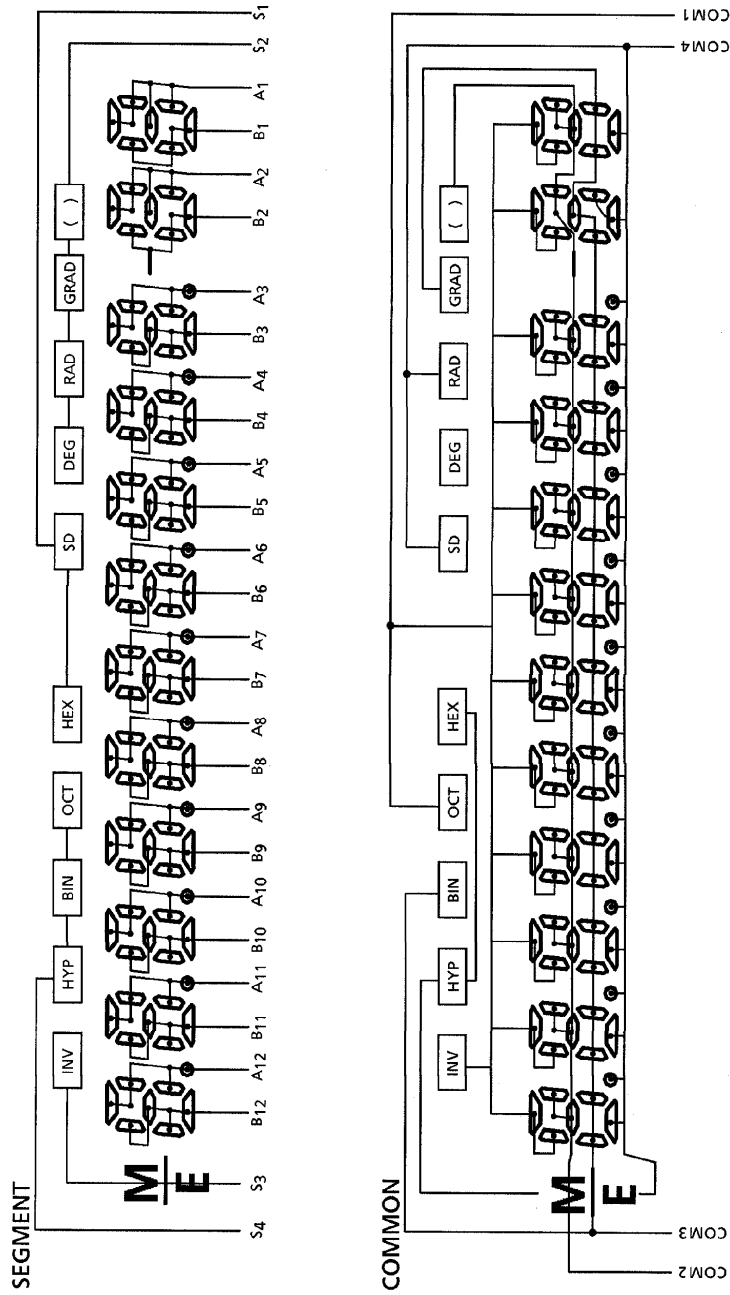 SEGMENT
INV HYP BIN OCT HEX SD DEG RAD GRAD ( )
M
E
S4 S3 B12 A12 B11 A11 B10 A10 B9 A9 B8 A8 B7 A7 B6 A6 B5 A5 B4 A4 B3 A3 B2 A2 B1 A1 S2 S1
COMMON
INV HYP BIN OCT HEX SD DEG RAD GRAD ( )
M
E
COM2 COM3 COM4 COM1